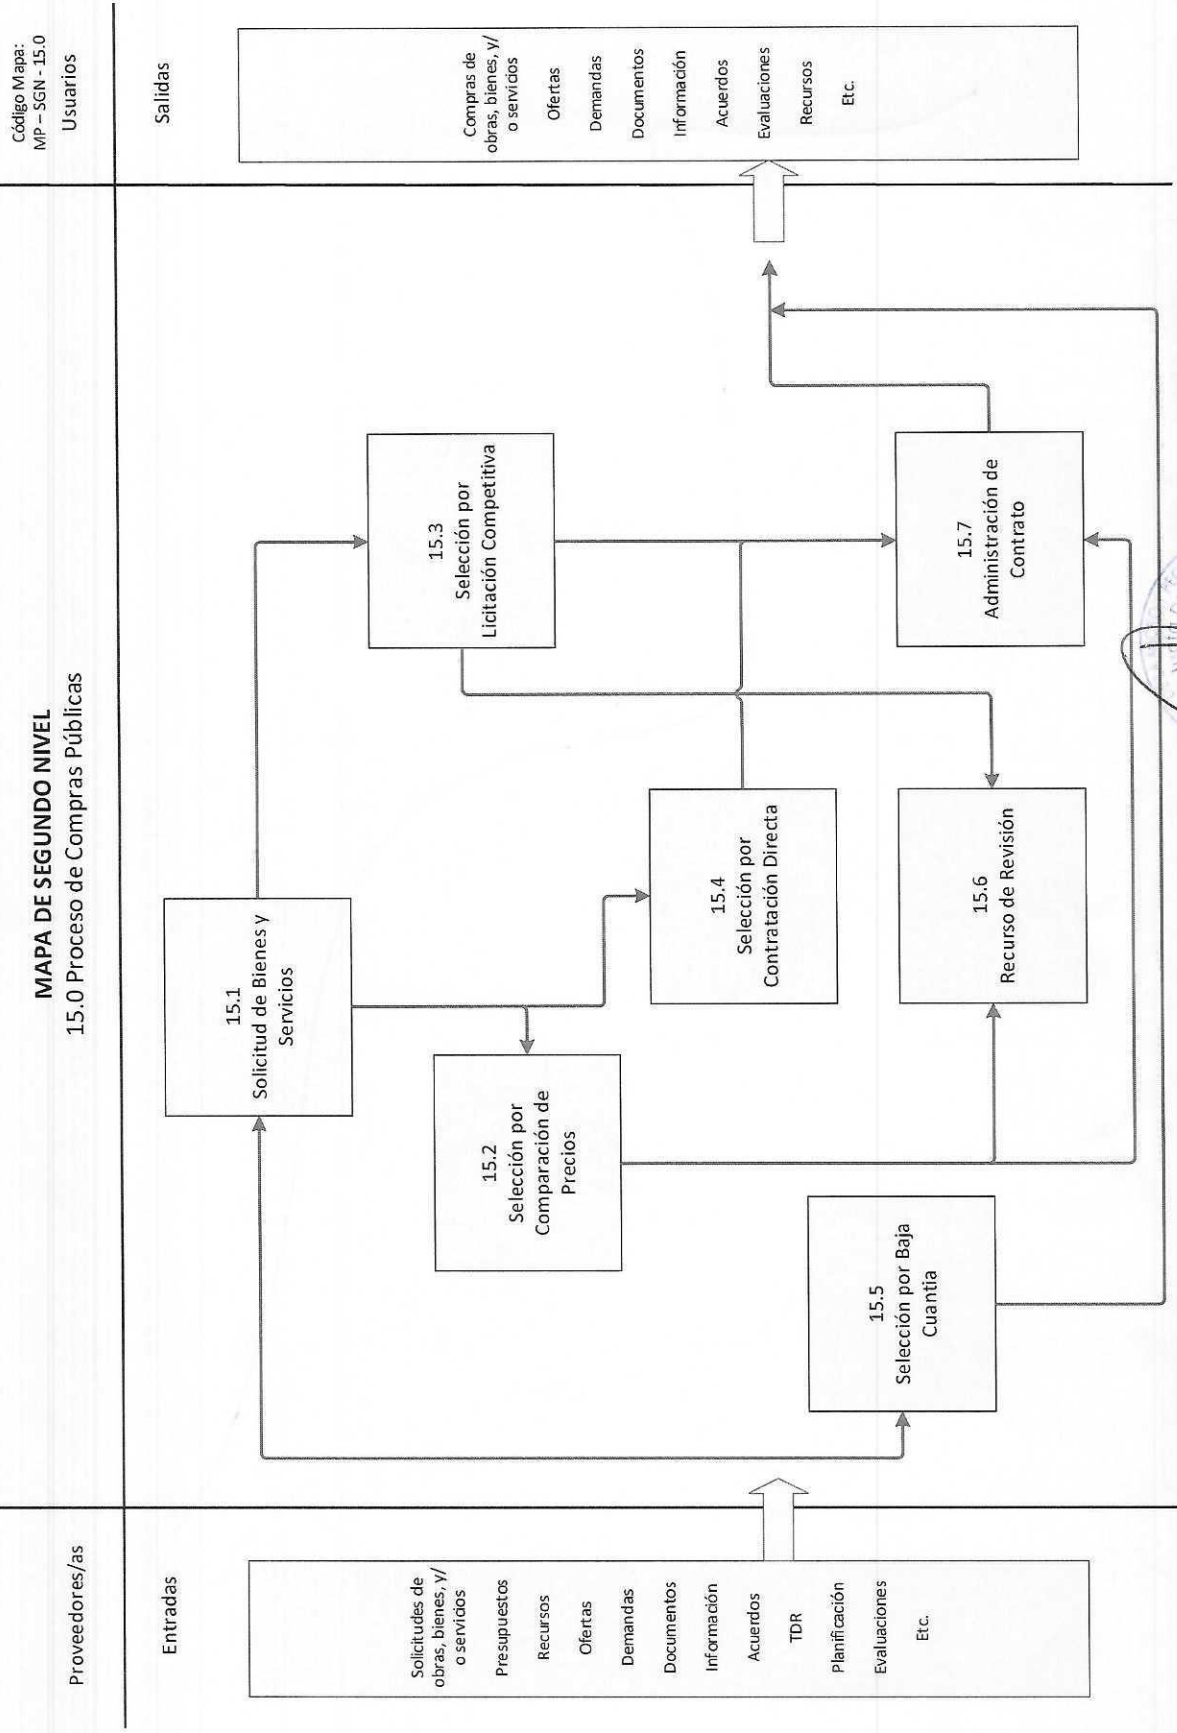 Código Mapa:
MP – SGN - 15.0
MAPA DE SEGUNDO NIVEL
15.0 Proceso de Compras Públicas
Proveedores/as
Usuarios
Entradas
Salidas
Solicitudes de
obras, bienes, y/
o servicios
Presupuestos
Recursos
Ofertas
Demandas
Documentos
Información
Acuerdos
TDR
Planificación
Evaluaciones
Etc.
15.1
Solicitud de Bienes y
Servicios
15.2
Selección por
Comparación de
Precios
15.3
Selección por
Licitación Competitiva
15.4
Selección por
Contratación Directa
15.5
Selección por Baja
Cuantia
15.6
Recurso de Revisión
15.7
Administración de
Contrato
Compras de
obras, bienes, y/
o servicios
Ofertas
Demandas
Documentos
Información
Acuerdos
Evaluaciones
Recursos
Etc.